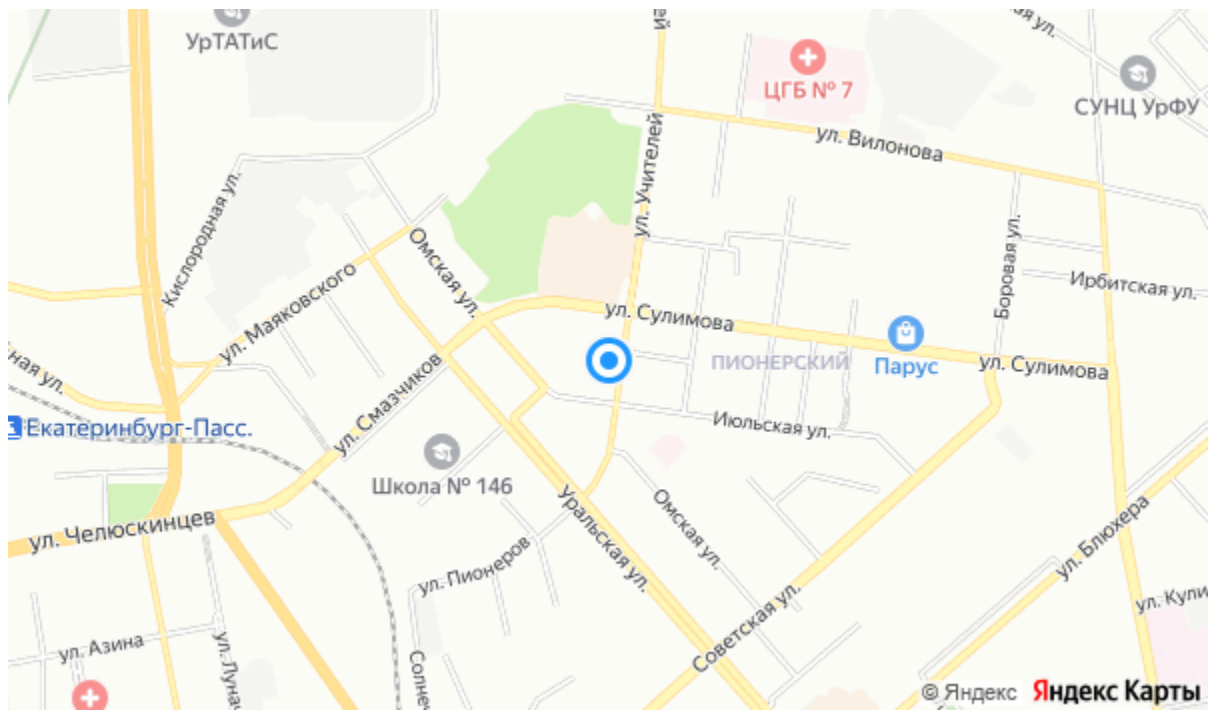 УрТАТиС
ЦГБ № 7
СУНЦ УрФУ
ул. Вилонова
ул. Учителей
Кислородная ул.
Омская ул.
ул. Маяковского
Боровая ул.
Ирбитская ул.
ул. Сулимова
ПИОНЕРСКИЙ
Парус
ул. Сулимова
ул. Смазчиков
Екатеринбург-Пасс.
Июльская ул.
Школа № 146
ул. Челюскинцев
Уральская ул.
Омская ул.
ул. Блюхера
ул. Пионеров
Советская ул.
ул. Азина
© Яндекс Яндекс Карты